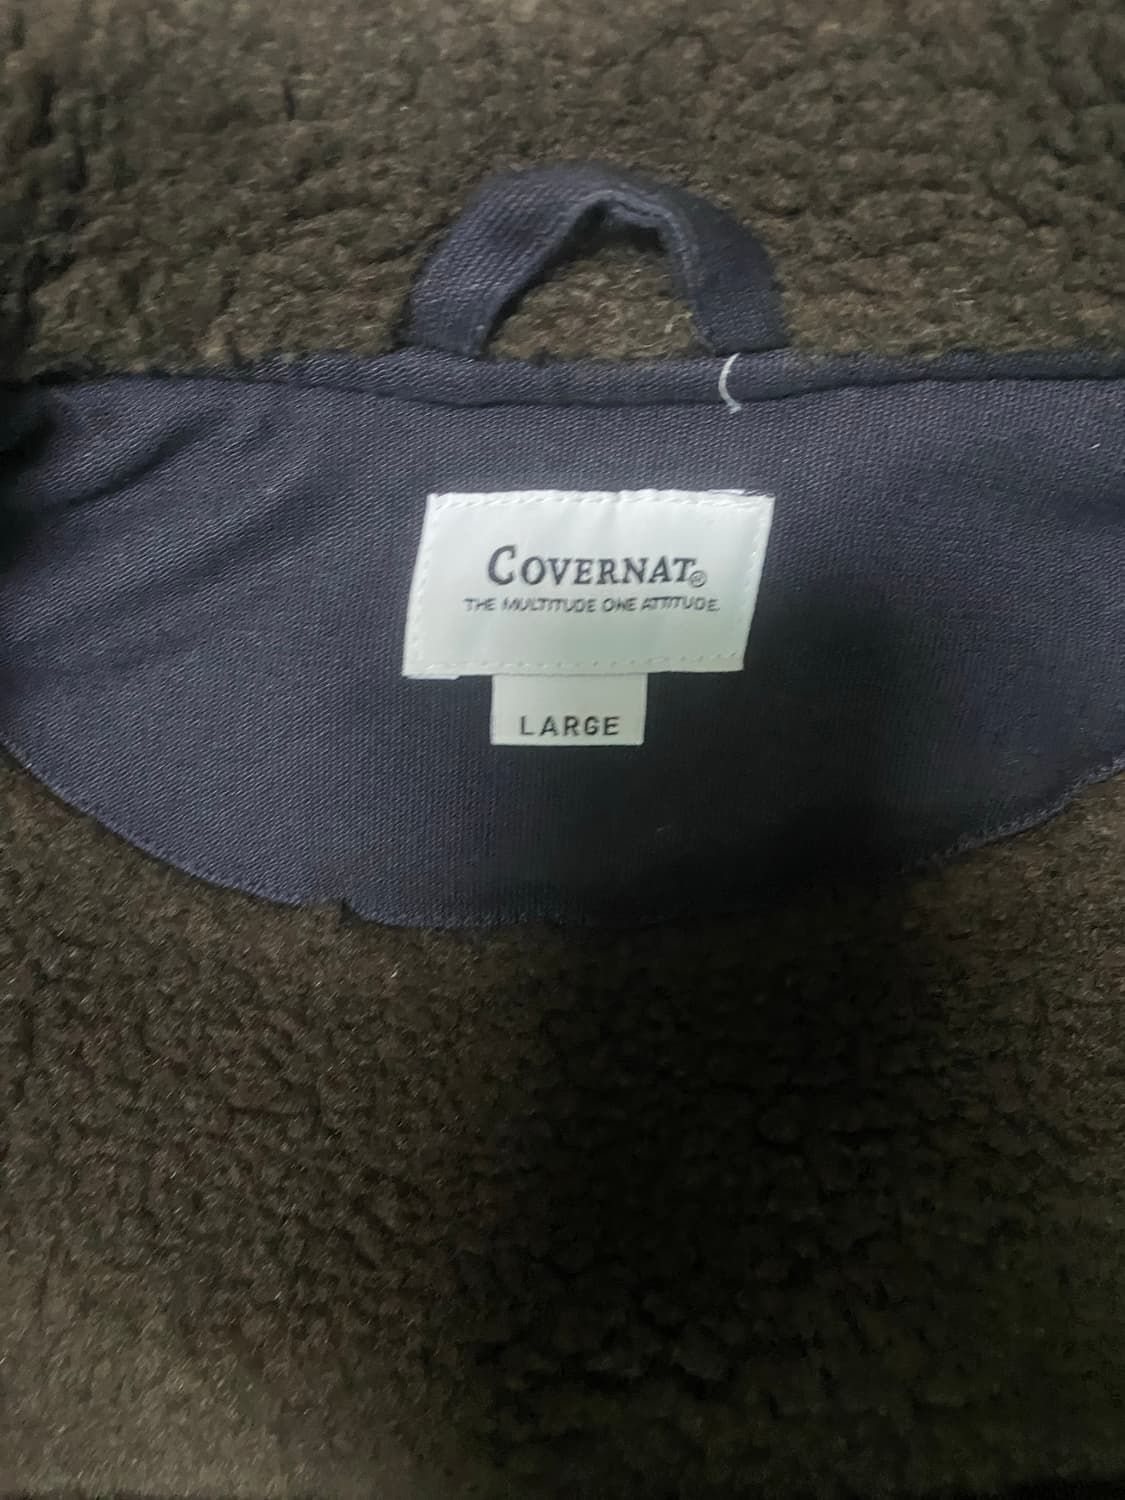 COVERNAT®
THE MULTITUDE ONE ATTITUDE
LARGE